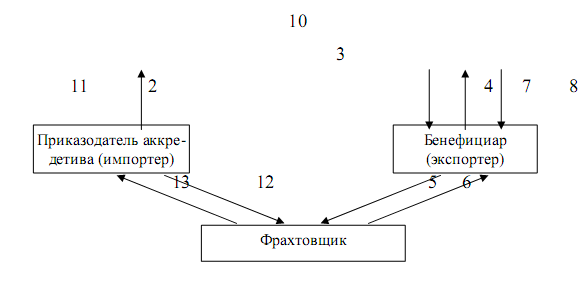 10
3
11 2 4 7 8
Приказодатель аккре-
детива (импортер)
Бенефициар
(экспортер)
13 12 5 6
Фрахтовщик